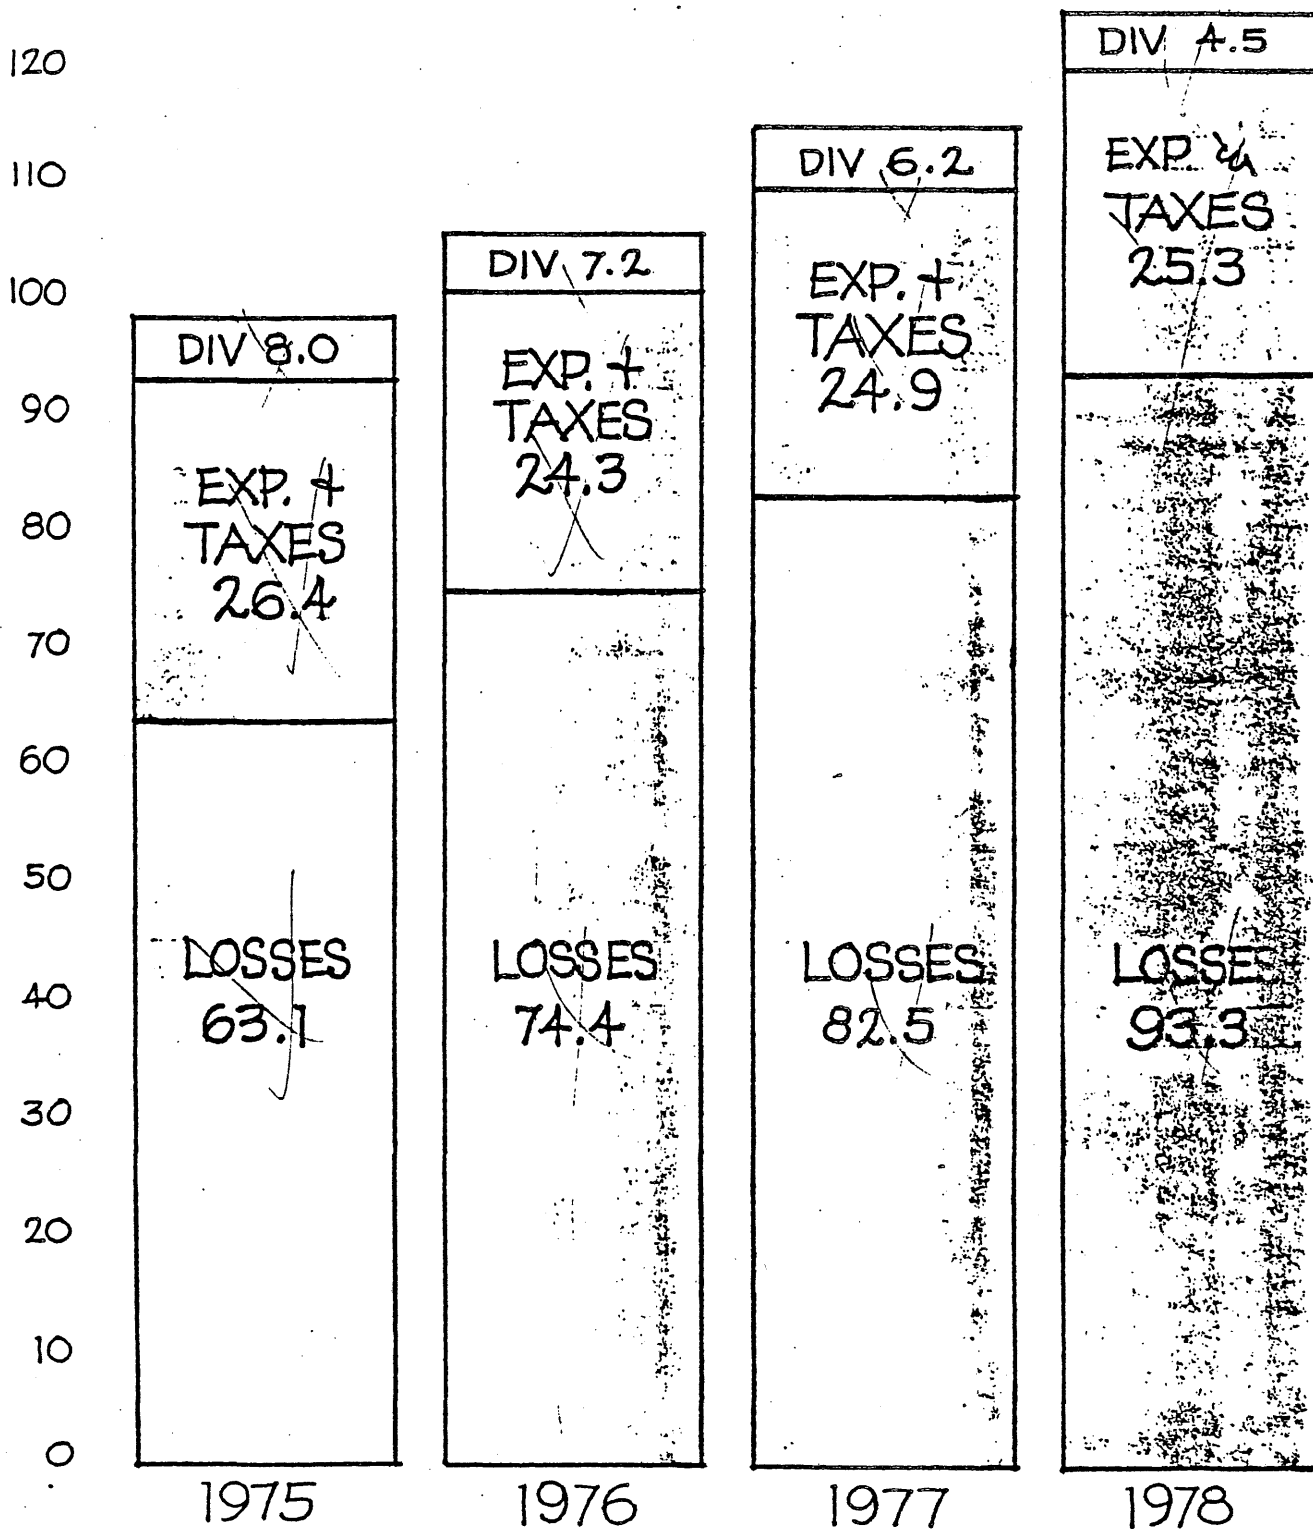 120
110
100
90
80
70
60
50
40
30
20
10
0
DIV 8.0
EXP. +
TAXES
26.4
LOSSES
63.1
1975
DIV 7.2
EXP. +
TAXES
24.3
LOSSES
74.4
1976
DIV 6.2
EXP. +
TAXES
24.9
LOSSES
82.5
1977
DIV 4.5
EXP. &
TAXES
25.3
LOSSE
93.3
1978